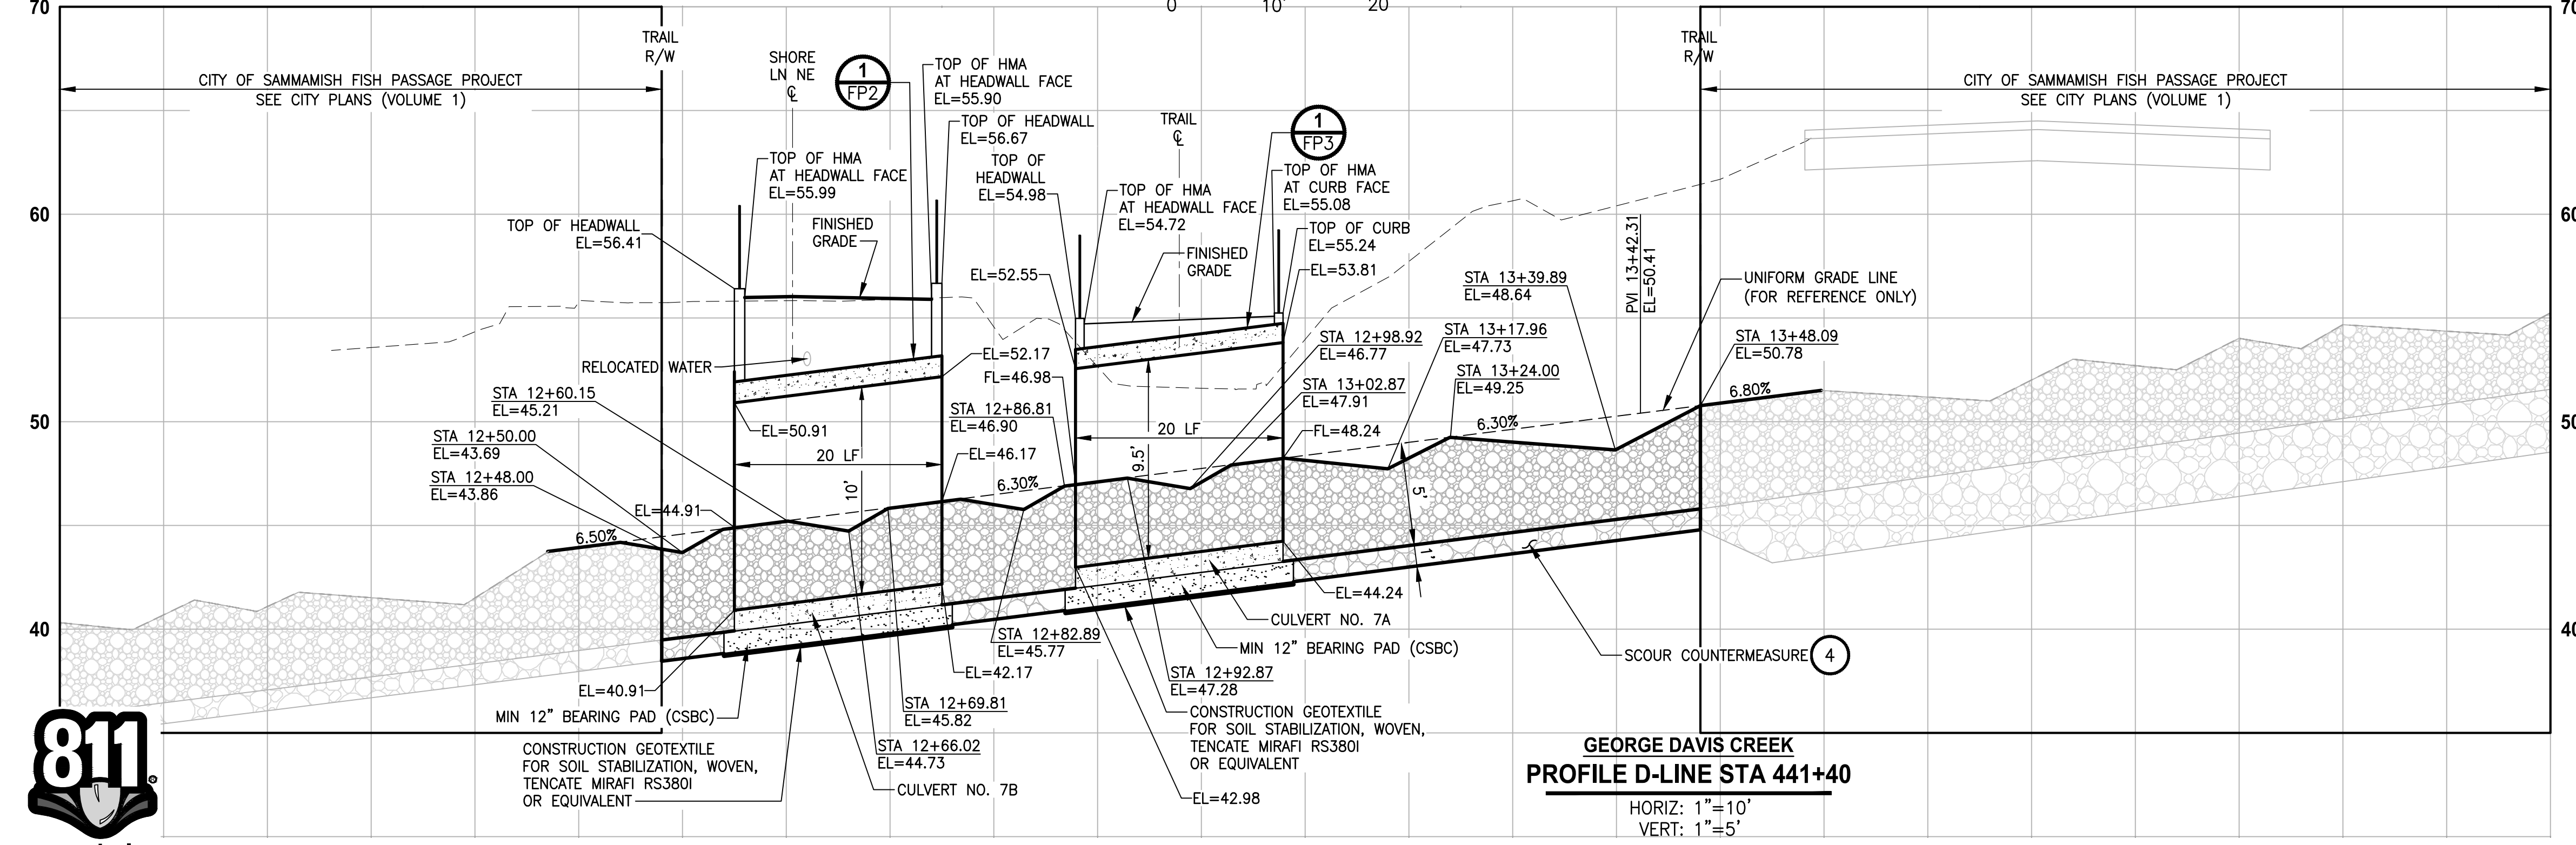 0 10' 20
70
70
60
60
50
50
40
40
TRAIL
R/W
TRAIL
R/W
CITY OF SAMMAMISH FISH PASSAGE PROJECT
SEE CITY PLANS (VOLUME 1)
CITY OF SAMMAMISH FISH PASSAGE PROJECT
SEE CITY PLANS (VOLUME 1)
SHORE
LN NE
℄
1
FP2
TOP OF HMA
AT HEADWALL FACE
EL=55.90
TOP OF HEADWALL
EL=56.67
TOP OF HMA
AT HEADWALL FACE
EL=55.99
TOP OF HEADWALL
EL=56.41
FINISHED
GRADE
TOP OF
HEADWALL
EL=54.98
TRAIL
℄
1
FP3
TOP OF HMA
AT HEADWALL FACE
EL=54.72
TOP OF HMA
AT CURB FACE
EL=55.08
TOP OF CURB
EL=55.24
FINISHED
GRADE
EL=53.81
EL=52.55
PVI 13+42.31
EL=50.41
STA 13+39.89
EL=48.64
UNIFORM GRADE LINE
(FOR REFERENCE ONLY)
STA 13+48.09
EL=50.78
STA 12+98.92
EL=46.77
STA 13+17.96
EL=47.73
STA 13+02.87
EL=47.91
STA 13+24.00
EL=49.25
RELOCATED WATER
EL=52.17
FL=46.98
STA 12+60.15
EL=45.21
STA 12+86.81
EL=46.90
6.80%
6.30%
EL=50.91
20 LF
FL=48.24
STA 12+50.00
EL=43.69
20 LF
EL=46.17
9.5'
STA 12+48.00
EL=43.86
10'
6.30%
5'
EL=44.91
6.50%
1'
EL=44.24
CULVERT NO. 7A
MIN 12" BEARING PAD (CSBC)
SCOUR COUNTERMEASURE 4
STA 12+82.89
EL=45.77
EL=42.17
STA 12+92.87
EL=47.28
EL=40.91
STA 12+69.81
EL=45.82
MIN 12" BEARING PAD (CSBC)
CONSTRUCTION GEOTEXTILE
FOR SOIL STABILIZATION, WOVEN,
TENCATE MIRAFI RS380I
OR EQUIVALENT
CONSTRUCTION GEOTEXTILE
FOR SOIL STABILIZATION, WOVEN,
TENCATE MIRAFI RS380I
OR EQUIVALENT
STA 12+66.02
EL=44.73
CULVERT NO. 7B
EL=42.98
811
®
GEORGE DAVIS CREEK
PROFILE D-LINE STA 441+40
HORIZ: 1"=10'
VERT: 1"=5'